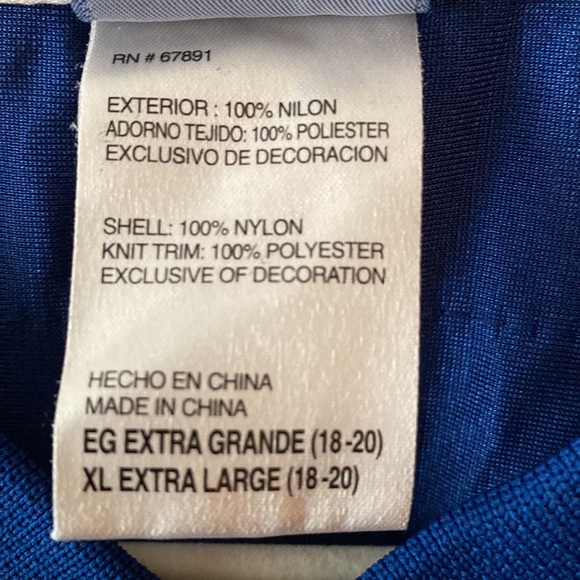 RN # 67891
EXTERIOR : 100% NILON
ADORNO TEJIDO: 100% POLIESTER
EXCLUSIVO DE DECORACION
SHELL: 100% NYLON
KNIT TRIM: 100% POLYESTER
EXCLUSIVE OF DECORATION
HECHO EN CHINA
MADE IN CHINA
EG EXTRA GRANDE (18-20)
XL EXTRA LARGE (18-20)